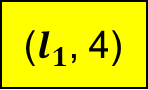 (l₁, 4)